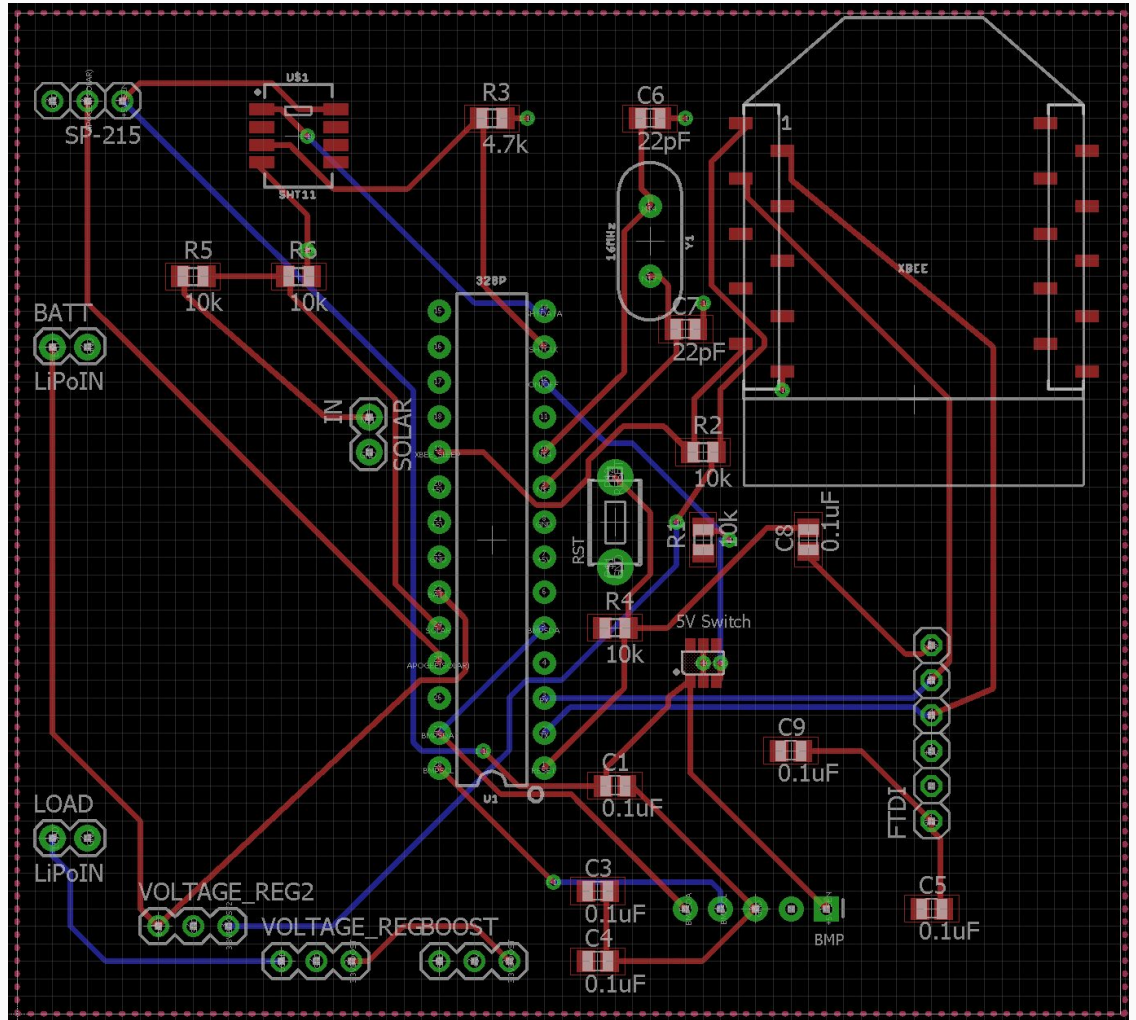 U$1
SP-215
SHT11
R3
4.7k
C6
22pF
1
16MHz
Y1
XBEE
R5
10k
R6
10k
328P
C7
22pF
BATT
LiPoIN
IN
SOLAR
R2
10k
RST
R1
10k
C8
0.1uF
R4
10k
5V Switch
C9
0.1uF
C1
0.1uF
U1
FTDI
LOAD
LiPoIN
VOLTAGE_REG2
VOLTAGE_REG
BOOST
C3
0.1uF
C4
0.1uF
BMP
C5
0.1uF